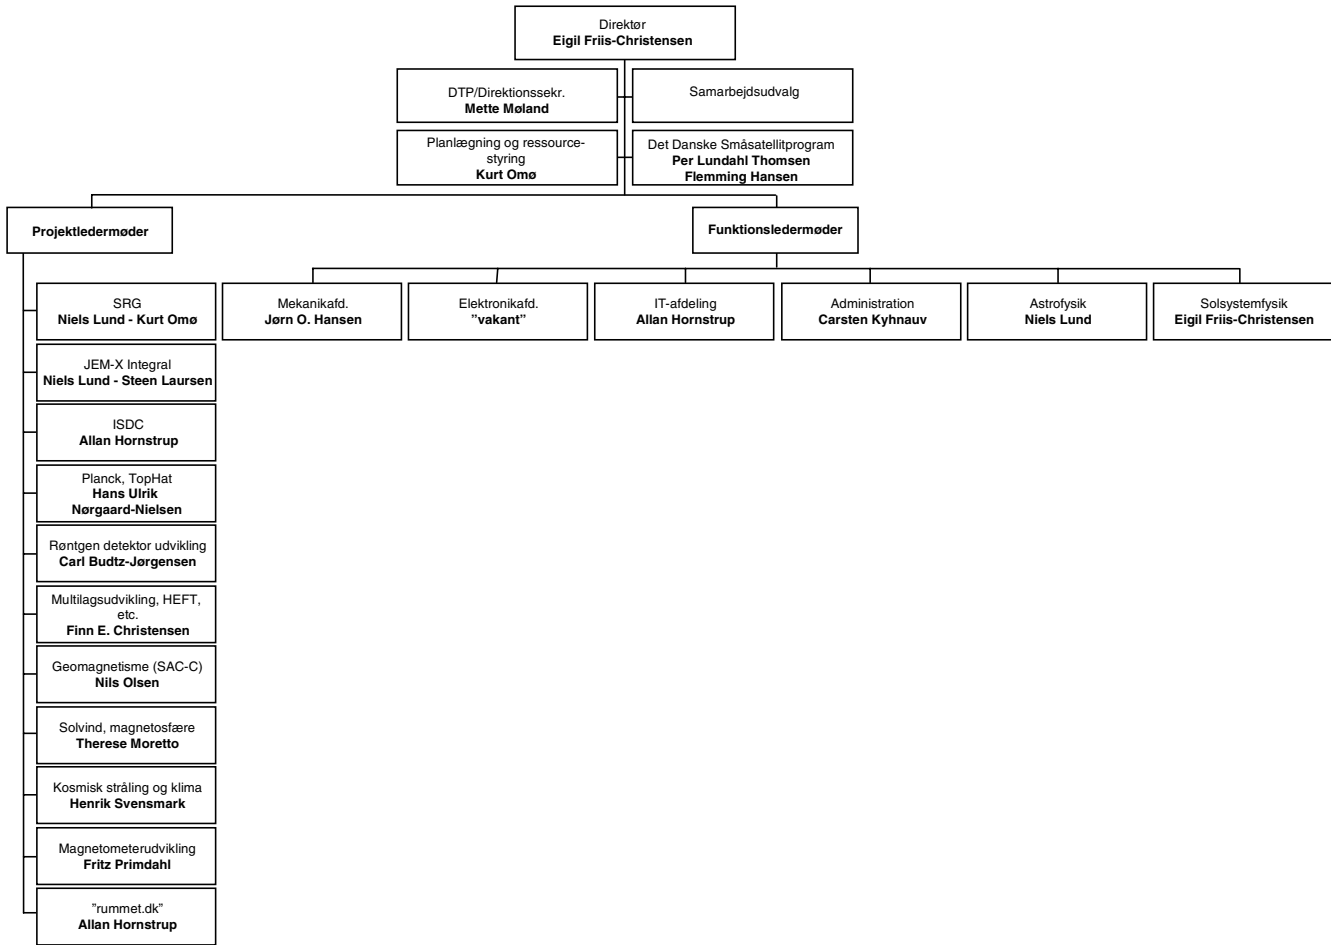 Direktør
Eigil Friis-Christensen
DTP/Direktionssekr.
Mette Møland
Samarbejdsudvalg
Planlægning og ressource-
styring
Kurt Omø
Det Danske Småsatellitprogram
Per Lundahl Thomsen
Flemming Hansen
Projektledermøder
Funktionsledermøder
SRG
Niels Lund - Kurt Omø
Mekanikafd.
Jørn O. Hansen
Elektronikafd.
”vakant”
IT-afdeling
Allan Hornstrup
Administration
Carsten Kyhnauv
Astrofysik
Niels Lund
Solsystemfysik
Eigil Friis-Christensen
JEM-X Integral
Niels Lund - Steen Laursen
ISDC
Allan Hornstrup
Planck, TopHat
Hans Ulrik
Nørgaard-Nielsen
Røntgen detektor udvikling
Carl Budtz-Jørgensen
Multilagsudvikling, HEFT,
etc.
Finn E. Christensen
Geomagnetisme (SAC-C)
Nils Olsen
Solvind, magnetosfære
Therese Moretto
Kosmisk stråling og klima
Henrik Svensmark
Magnetometerudvikling
Fritz Primdahl
”rummet.dk”
Allan Hornstrup